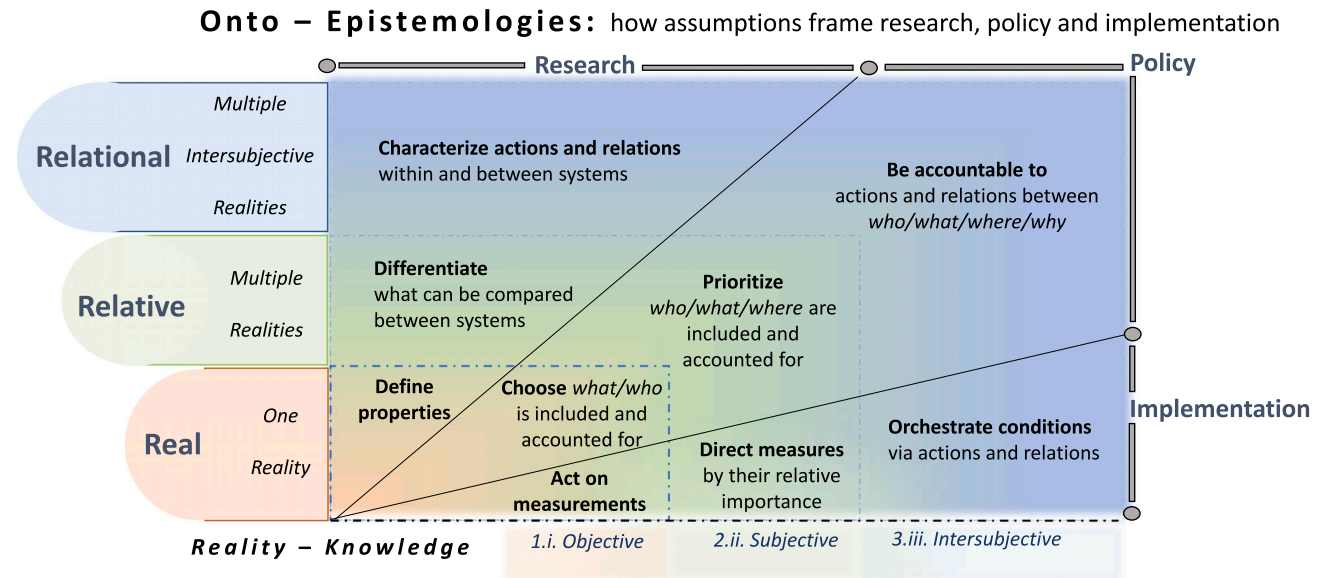 Onto – Epistemologies: how assumptions frame research, policy and implementation
Research
Policy
Multiple
Relational
Intersubjective
Realities
Characterize actions and relations
within and between systems
Be accountable to
actions and relations between
who/what/where/why
Multiple
Relative
Realities
Differentiate
what can be compared
between systems
Prioritize
who/what/where are
included and
accounted for
One
Real
Reality
Define
properties
Choose what/who
is included and
accounted for
Act on
measurements
Direct measures
by their relative
importance
Orchestrate conditions
via actions and relations
Implementation
Reality – Knowledge
1.i. Objective
2.ii. Subjective
3.iii. Intersubjective